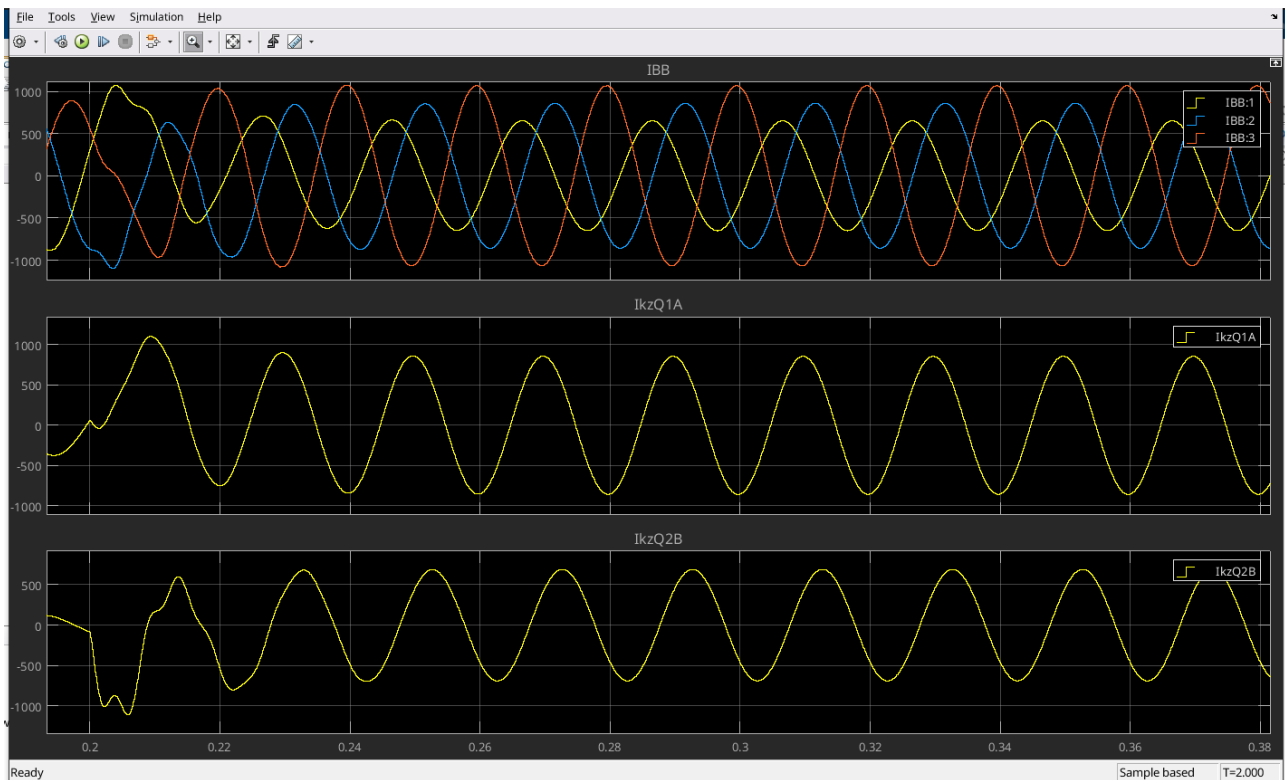 File Tools View Simulation Help
IBB
1000
500
0
-500
-1000
IBB:1
IBB:2
IBB:3
IkzQ1A
1000
500
0
-500
-1000
IkzQ1A
IkzQ2B
500
0
-500
-1000
IkzQ2B
0.2 0.22 0.24 0.26 0.28 0.3 0.32 0.34 0.36 0.38
Ready Sample based T=2.000